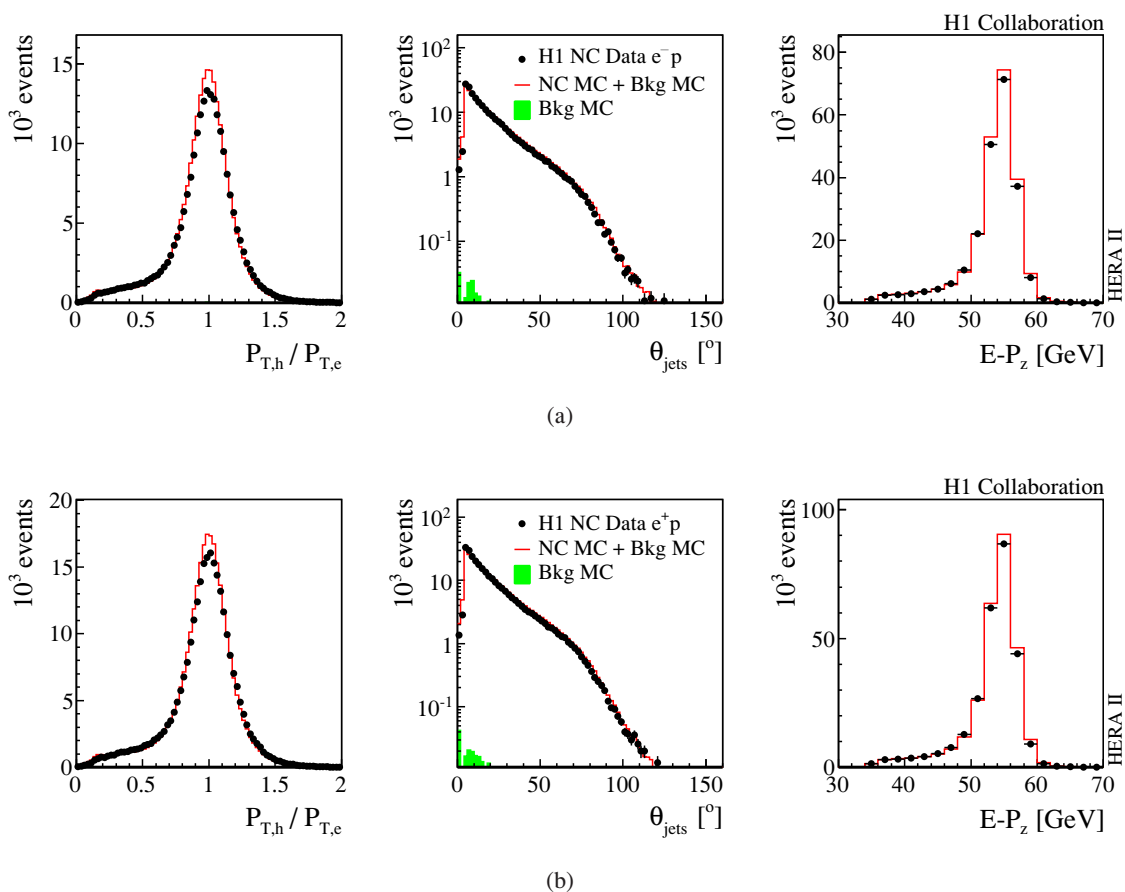 H1 Collaboration
10³ events
15
10
5
0
0 0.5 1 1.5 2
P_T,h / P_T,e
10³ events
10²
10
1
10⁻¹
H1 NC Data e⁻p
NC MC + Bkg MC
Bkg MC
0 50 100 150
θ_jets [°]
10³ events
80
60
40
20
0
30 40 50 60 70
E-P_z [GeV]
HERA II
(a)
H1 Collaboration
10³ events
20
15
10
5
0
0 0.5 1 1.5 2
P_T,h / P_T,e
10³ events
10²
10
1
10⁻¹
H1 NC Data e⁺p
NC MC + Bkg MC
Bkg MC
0 50 100 150
θ_jets [°]
10³ events
100
50
0
30 40 50 60 70
E-P_z [GeV]
HERA II
(b)